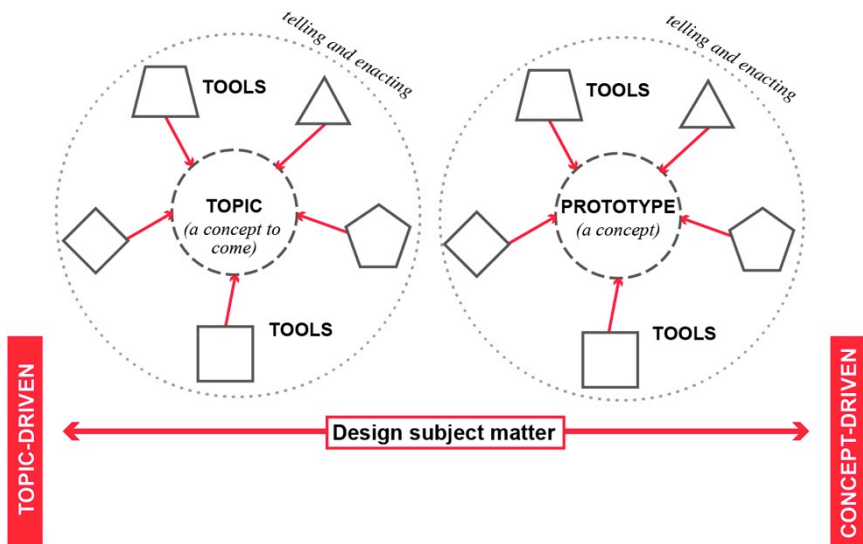 telling and enacting
TOOLS
TOPIC
(a concept to
come)
TOOLS
telling and enacting
TOOLS
PROTOTYPE
(a concept)
TOOLS
TOPIC-DRIVEN
Design subject matter
CONCEPT-DRIVEN